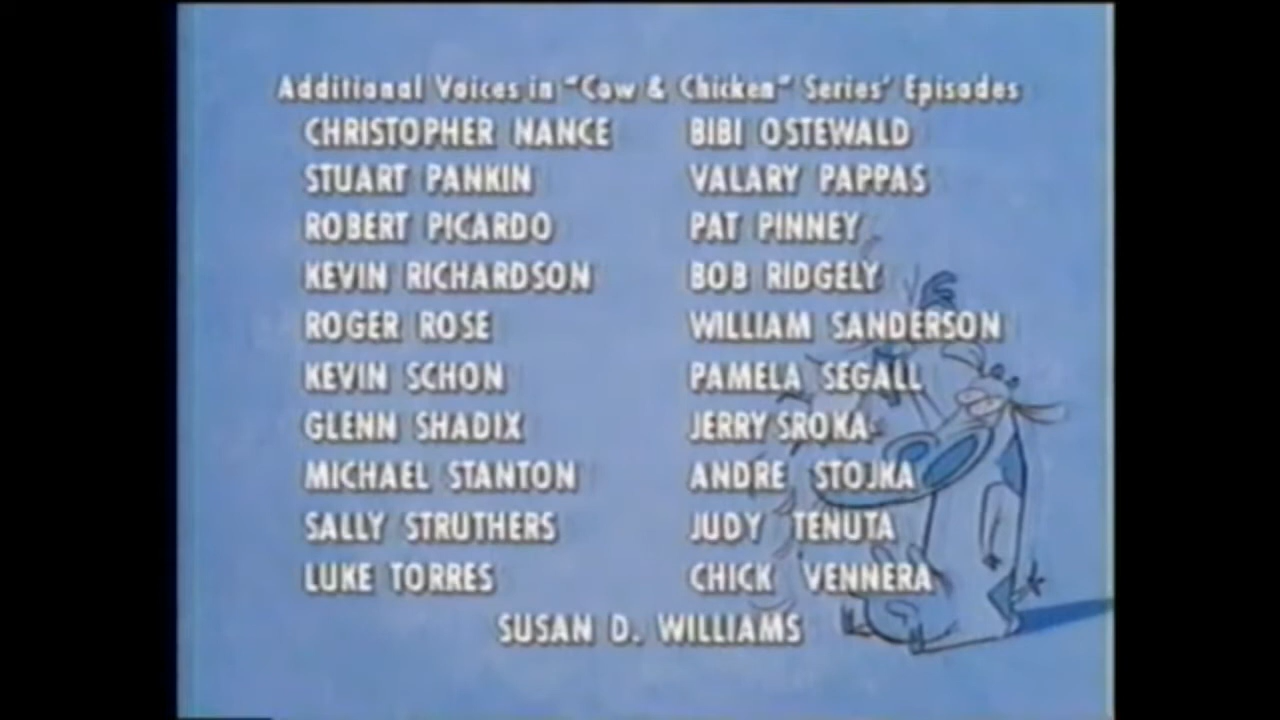 Additional Voices in "Cow & Chicken" Series' Episodes
CHRISTOPHER NANCE BIBI OSTEWALD
STUART PANKIN VALARY PAPPAS
ROBERT PICARDO PAT PINNEY
KEVIN RICHARDSON BOB RIDGELY
ROGER ROSE WILLIAM SANDERSON
KEVIN SCHON PAMELA SEGALL
GLENN SHADIX JERRY SROKA
MICHAEL STANTON ANDRE STOJKA
SALLY STRUTHERS JUDY TENUTA
LUKE TORRES CHICK VENNERA
SUSAN D. WILLIAMS